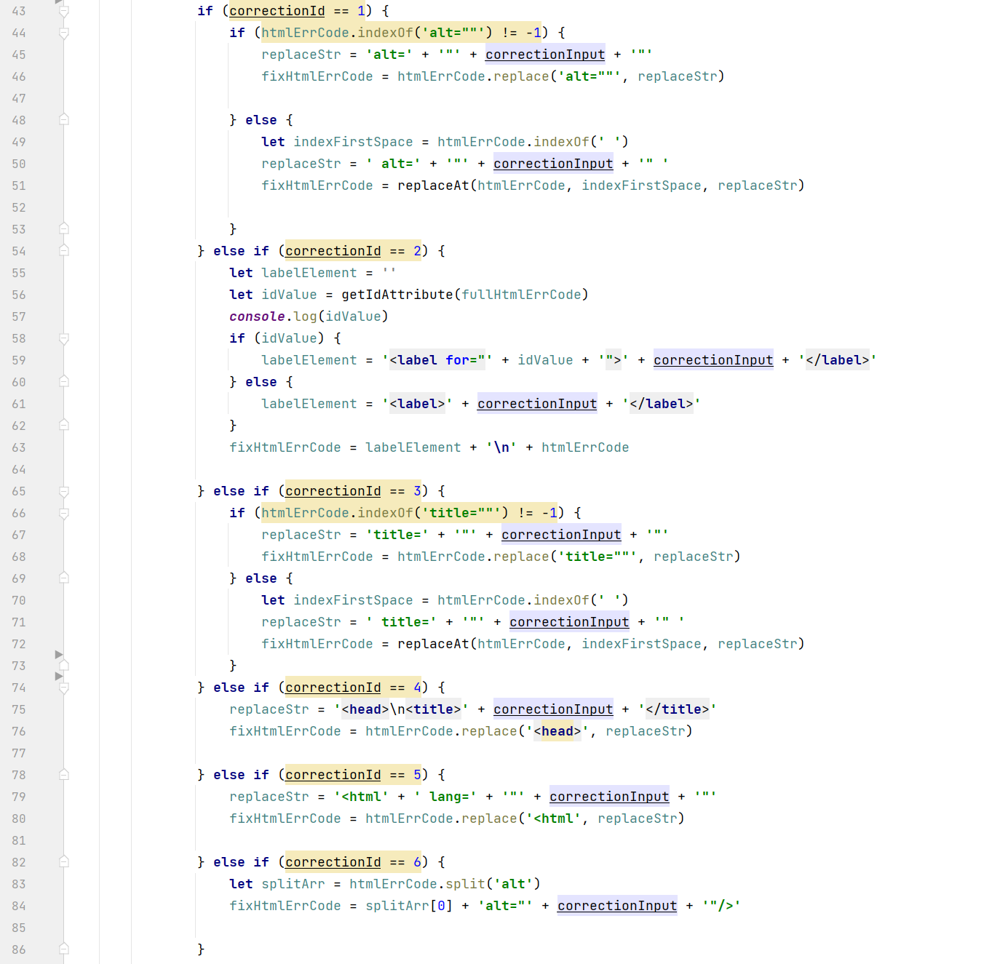 43 if (correctionId == 1) {
44 if (htmlErrCode.indexOf('alt=""') != -1) {
45 replaceStr = 'alt=' + '"' + correctionInput + '"'
46 fixHtmlErrCode = htmlErrCode.replace('alt=""', replaceStr)
47
48 } else {
49 let indexFirstSpace = htmlErrCode.indexOf(' ')
50 replaceStr = ' alt=' + '"' + correctionInput + '" '
51 fixHtmlErrCode = replaceAt(htmlErrCode, indexFirstSpace, replaceStr)
52
53 }
54 } else if (correctionId == 2) {
55 let labelElement = ''
56 let idValue = getIdAttribute(fullHtmlErrCode)
57 console.log(idValue)
58 if (idValue) {
59 labelElement = '<label for="' + idValue + '">' + correctionInput + '</label>'
60 } else {
61 labelElement = '<label>' + correctionInput + '</label>'
62 }
63 fixHtmlErrCode = labelElement + '\n' + htmlErrCode
64
65 } else if (correctionId == 3) {
66 if (htmlErrCode.indexOf('title=""') != -1) {
67 replaceStr = 'title=' + '"' + correctionInput + '"'
68 fixHtmlErrCode = htmlErrCode.replace('title=""', replaceStr)
69 } else {
70 let indexFirstSpace = htmlErrCode.indexOf(' ')
71 replaceStr = ' title=' + '"' + correctionInput + '" '
72 fixHtmlErrCode = replaceAt(htmlErrCode, indexFirstSpace, replaceStr)
73 }
74 } else if (correctionId == 4) {
75 replaceStr = '<head>\n<title>' + correctionInput + '</title>'
76 fixHtmlErrCode = htmlErrCode.replace('<head>', replaceStr)
77
78 } else if (correctionId == 5) {
79 replaceStr = '<html' + ' lang=' + '"' + correctionInput + '"'
80 fixHtmlErrCode = htmlErrCode.replace('<html', replaceStr)
81
82 } else if (correctionId == 6) {
83 let splitArr = htmlErrCode.split('alt')
84 fixHtmlErrCode = splitArr[0] + 'alt="' + correctionInput + '"/>'
85
86 }